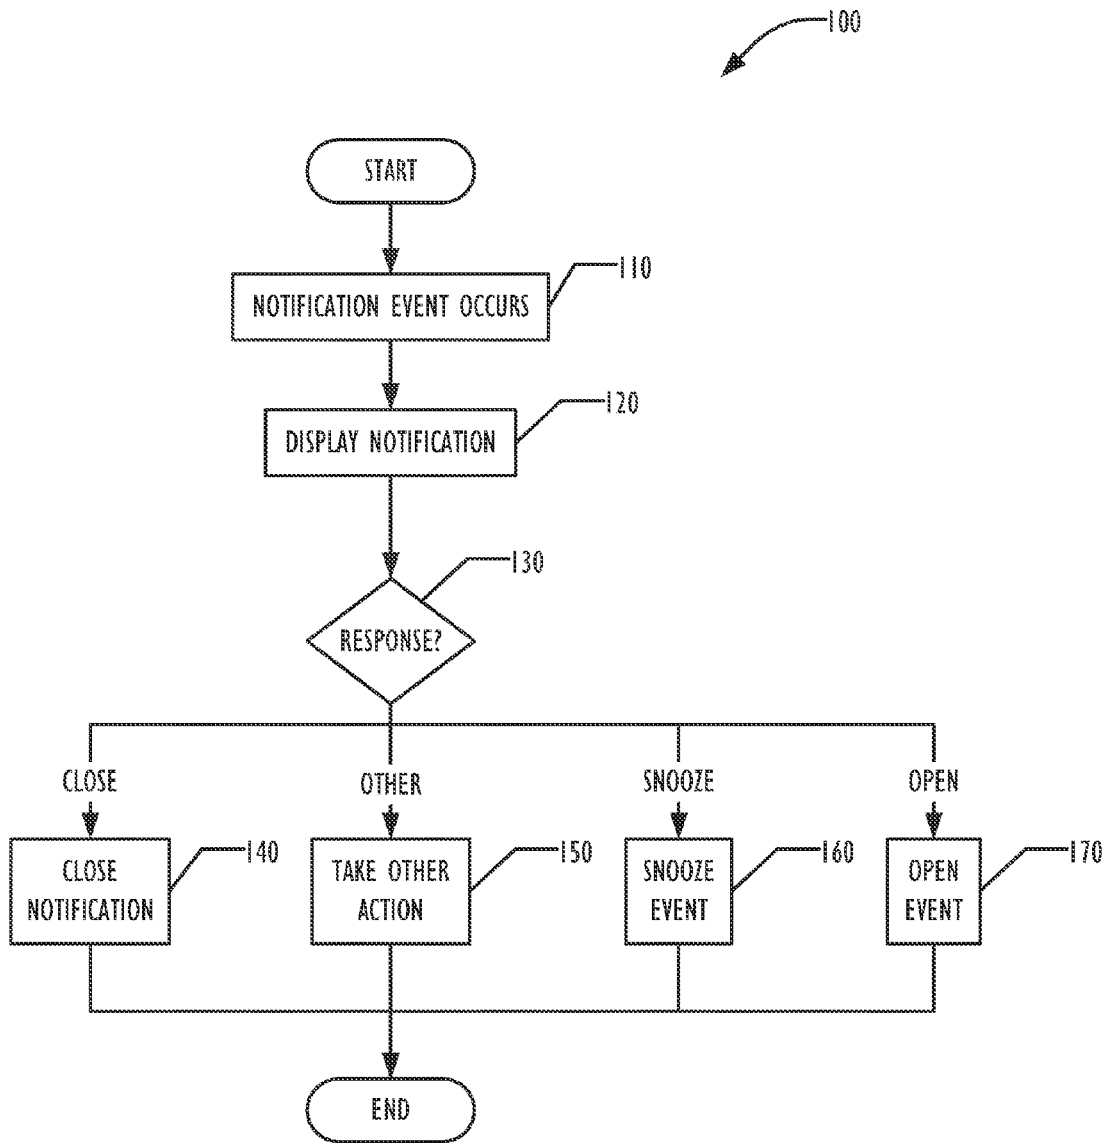 100
START
110
NOTIFICATION EVENT OCCURS
120
DISPLAY NOTIFICATION
130
RESPONSE?
CLOSE
OTHER
SNOOZE
OPEN
140
CLOSE
NOTIFICATION
150
TAKE OTHER
ACTION
160
SNOOZE
EVENT
170
OPEN
EVENT
END